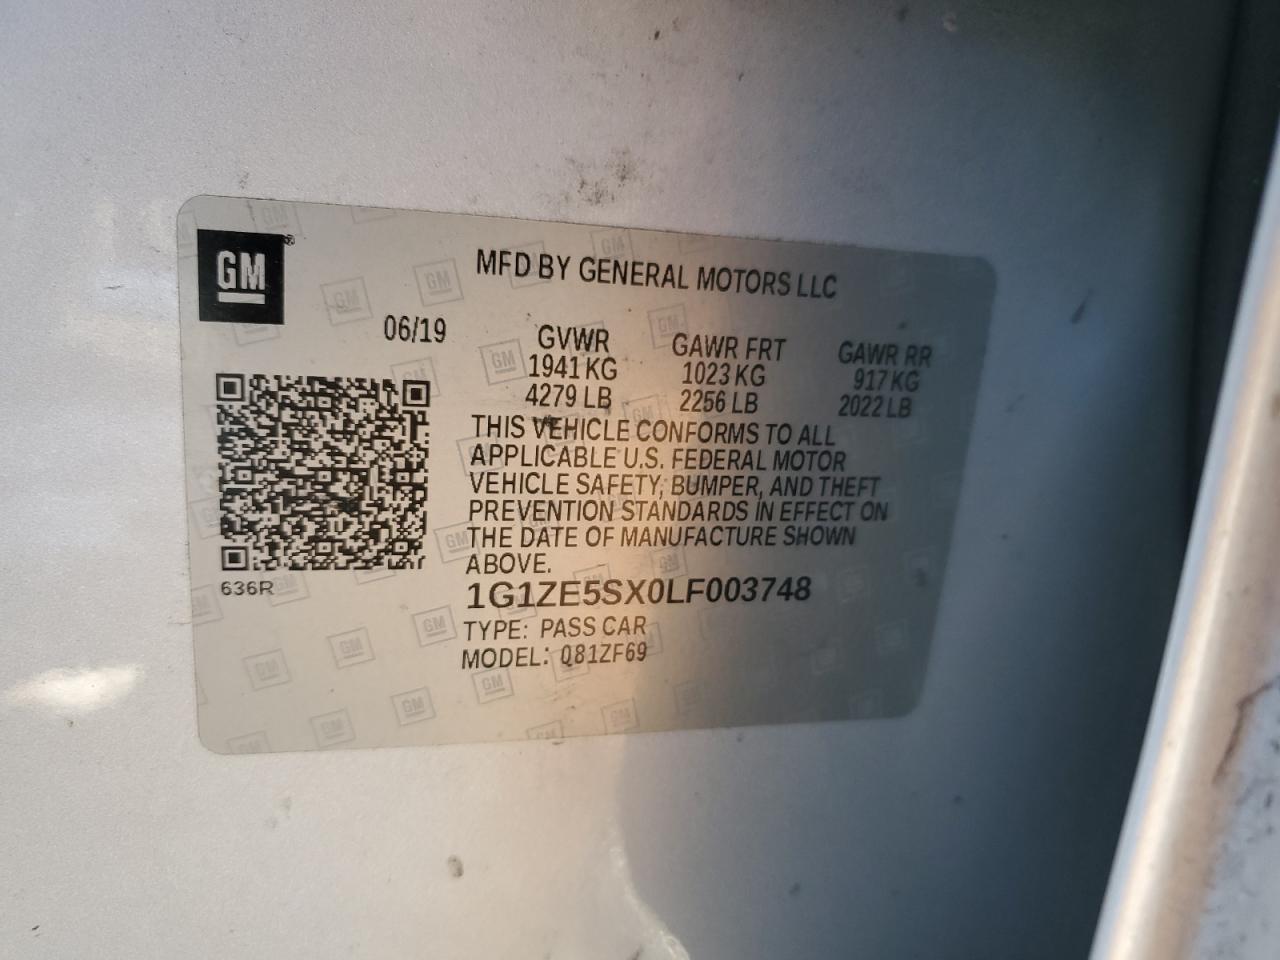 GM
MFD BY GENERAL MOTORS LLC
06/19
GVWR GAWR FRT GAWR RR
1941 KG 1023 KG 917 KG
4279 LB 2256 LB 2022 LB
THIS VEHICLE CONFORMS TO ALL
APPLICABLE U.S. FEDERAL MOTOR
VEHICLE SAFETY, BUMPER, AND THEFT
PREVENTION STANDARDS IN EFFECT ON
THE DATE OF MANUFACTURE SHOWN
ABOVE.
636R
1G1ZE5SX0LF003748
TYPE: PASS CAR
MODEL: Q81ZF69